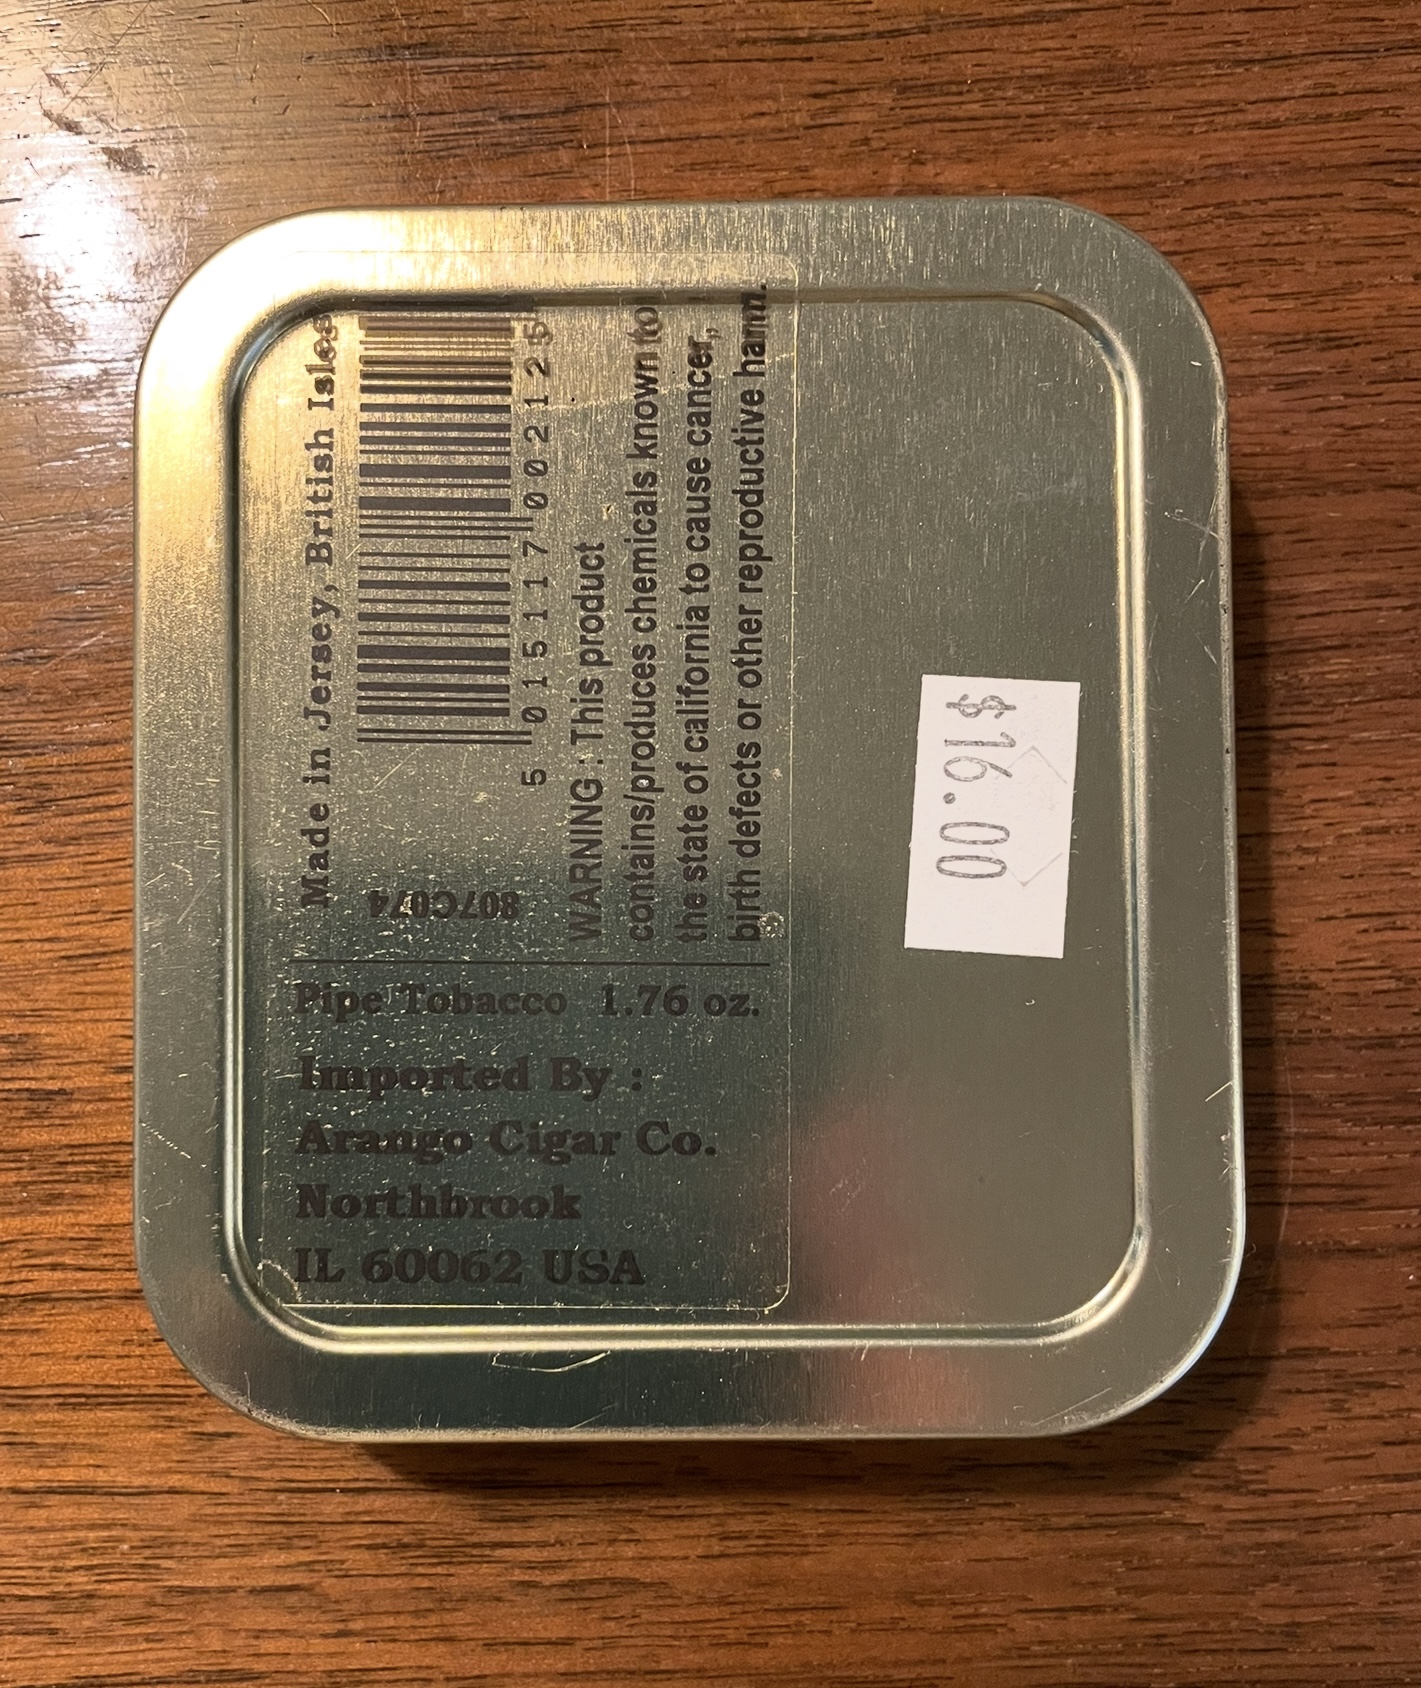 Made in Jersey, British Isles
5 015117 002125
WARNING : This product
contains/produces chemicals known to
the state of california to cause cancer,
birth defects or other reproductive harm.
807C074
Pipe Tobacco 1.76 oz.
Imported By :
Arango Cigar Co.
Northbrook
IL 60062 USA
$16.00